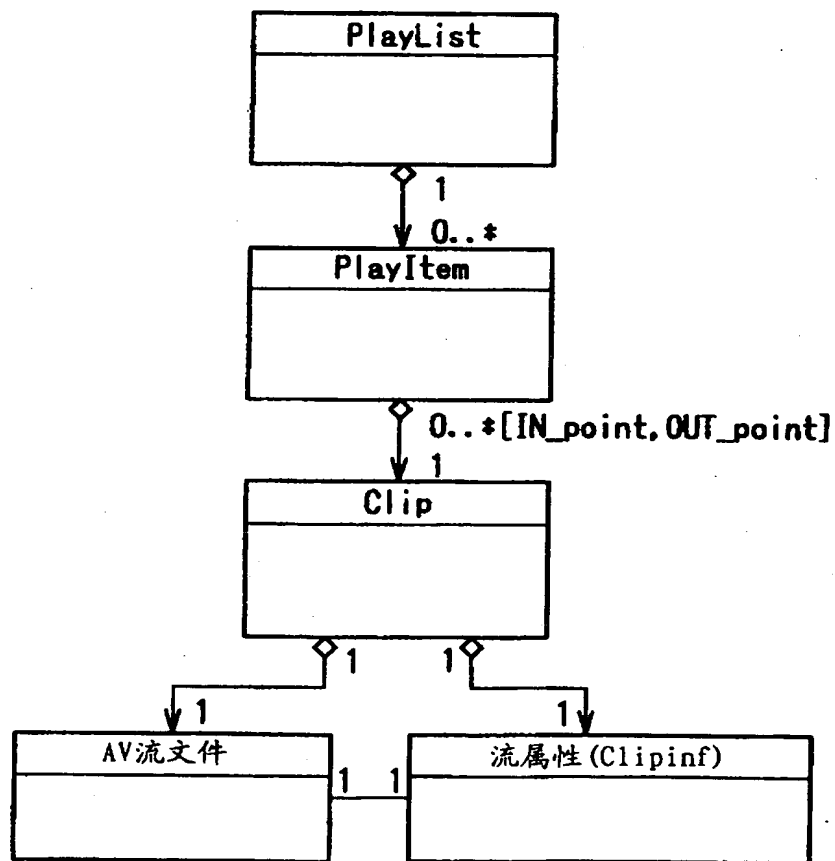 PlayList
1
0..*
PlayItem
0..*[IN_point,OUT_point]
1
Clip
1
1
1
1
AV流文件
流属性(Clipinf)
1
1